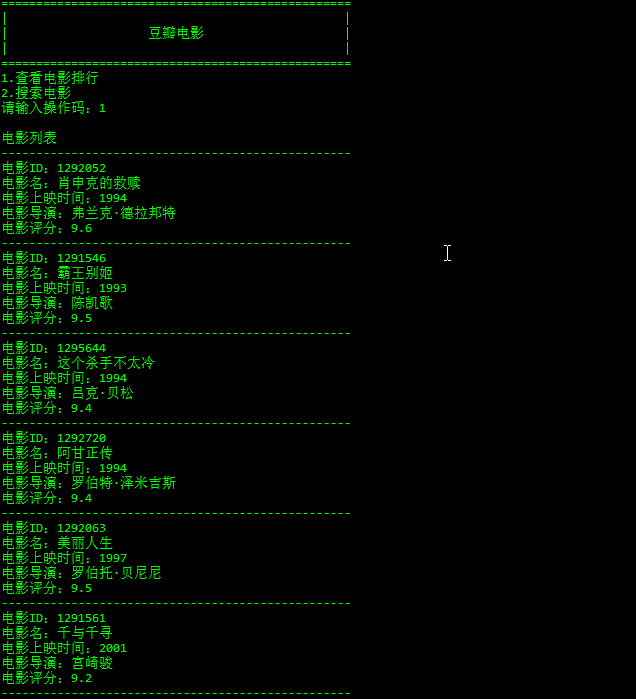 ==================================================
|                                                |
|                    豆瓣电影                    |
|                                                |
==================================================
1.查看电影排行
2.搜索电影
请输入操作码：1
电影列表
--------------------------------------------------
电影ID：1292052
电影名：肖申克的救赎
电影上映时间：1994
电影导演：弗兰克·德拉邦特
电影评分：9.6
--------------------------------------------------
电影ID：1291546
电影名：霸王别姬
电影上映时间：1993
电影导演：陈凯歌
电影评分：9.5
--------------------------------------------------
电影ID：1295644
电影名：这个杀手不太冷
电影上映时间：1994
电影导演：吕克·贝松
电影评分：9.4
--------------------------------------------------
电影ID：1292720
电影名：阿甘正传
电影上映时间：1994
电影导演：罗伯特·泽米吉斯
电影评分：9.4
--------------------------------------------------
电影ID：1292063
电影名：美丽人生
电影上映时间：1997
电影导演：罗伯托·贝尼尼
电影评分：9.5
--------------------------------------------------
电影ID：1291561
电影名：千与千寻
电影上映时间：2001
电影导演：宫崎骏
电影评分：9.2
--------------------------------------------------